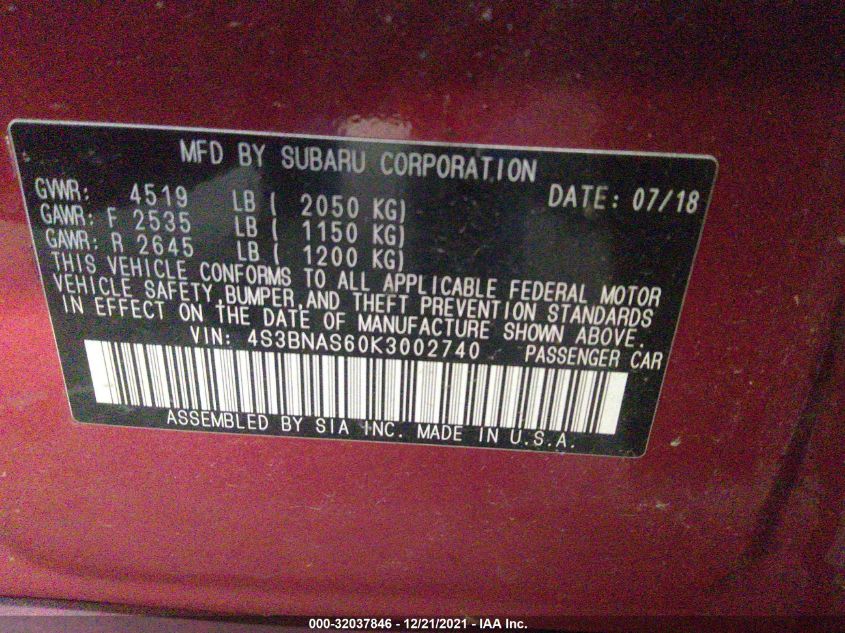 MFD BY SUBARU CORPORATION
GVWR: 4519 LB ( 2050 KG) DATE: 07/18
GAWR: F 2535 LB ( 1150 KG)
GAWR: R 2645 LB ( 1200 KG)
THIS VEHICLE CONFORMS TO ALL APPLICABLE FEDERAL MOTOR
VEHICLE SAFETY,BUMPER,AND THEFT PREVENTION STANDARDS
IN EFFECT ON THE DATE OF MANUFACTURE SHOWN ABOVE.
VIN: 4S3BNAS60K3002740 PASSENGER CAR
ASSEMBLED BY SIA INC. MADE IN U.S.A.
000-32037846 - 12/21/2021 - IAA Inc.